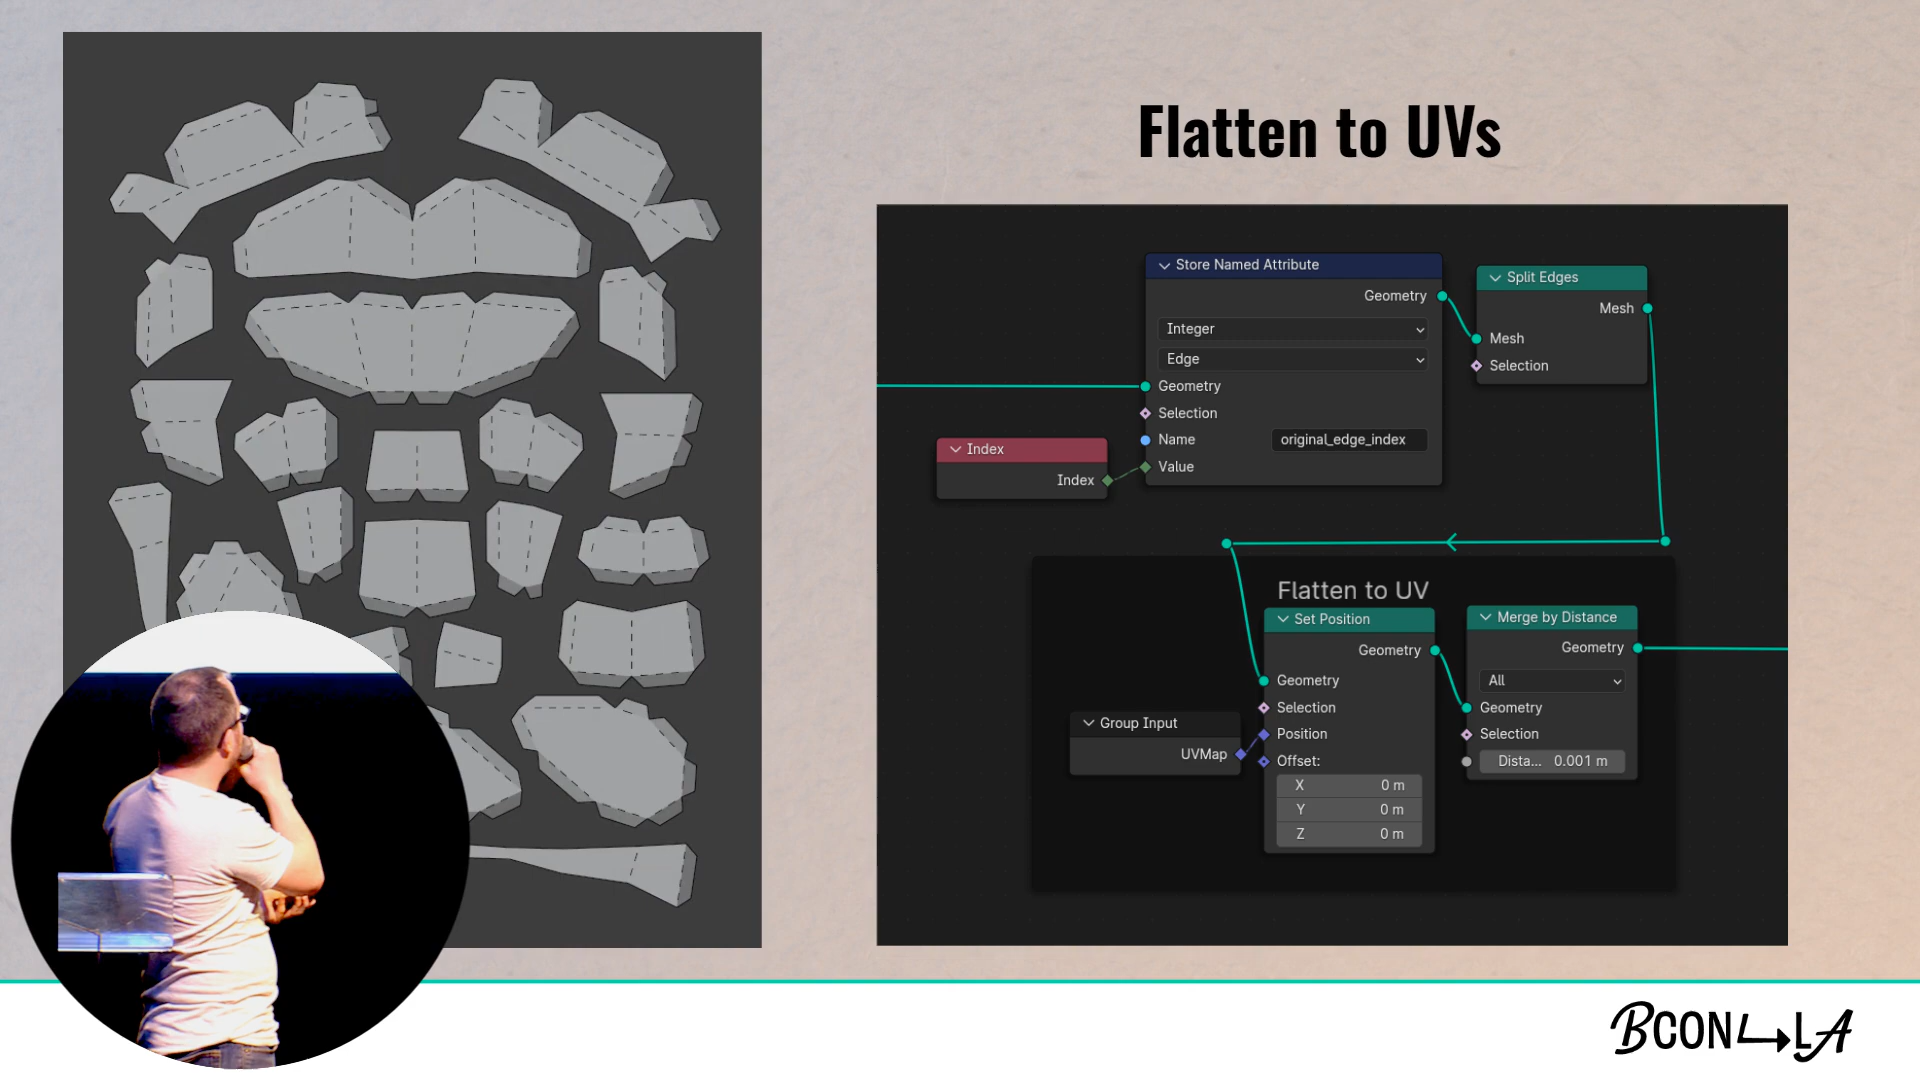 Flatten to UVs
Store Named Attribute
Geometry
Integer
Edge
Geometry
Selection
Name
original_edge_index
Value
Index
Index
Split Edges
Mesh
Mesh
Selection
Flatten to UV
Group Input
UVMap
Set Position
Geometry
Geometry
Selection
Position
Offset:
X 0 m
Y 0 m
Z 0 m
Merge by Distance
Geometry
All
Geometry
Selection
Dista... 0.001 m
BCON LA